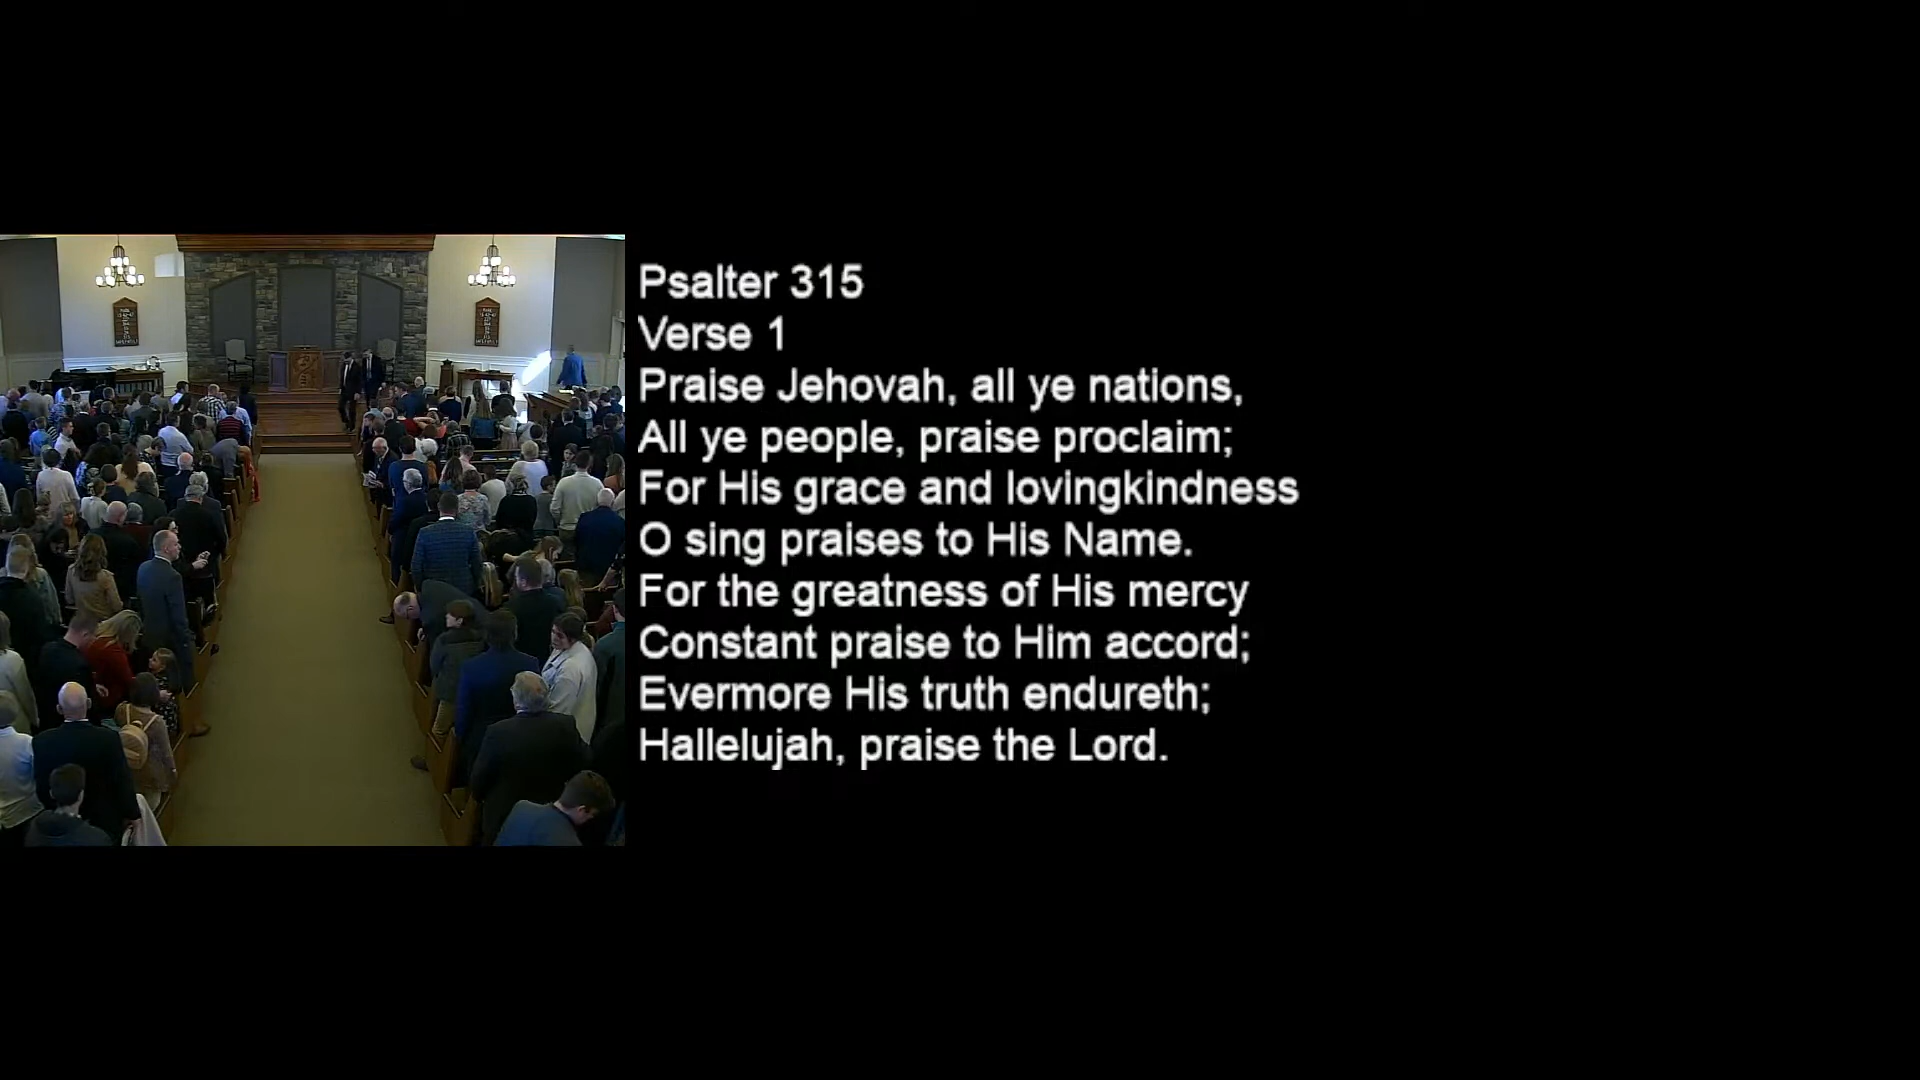 Psalter 315
Verse 1
Praise Jehovah, all ye nations,
All ye people, praise proclaim;
For His grace and lovingkindness
O sing praises to His Name.
For the greatness of His mercy
Constant praise to Him accord;
Evermore His truth endureth;
Hallelujah, praise the Lord.